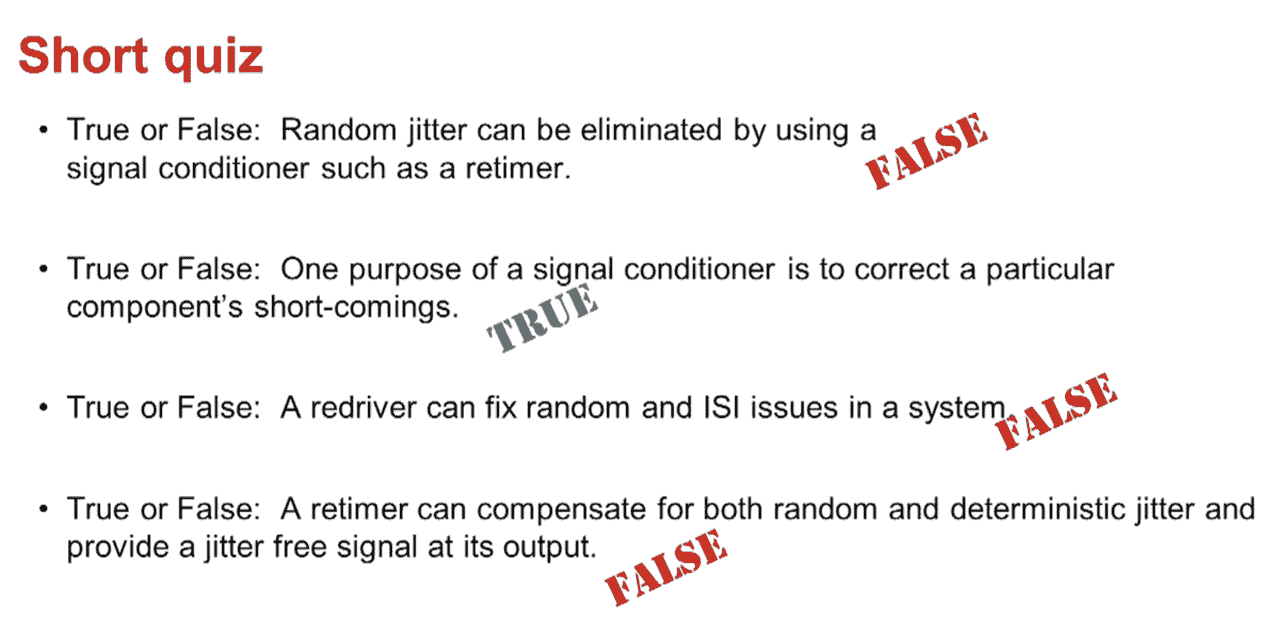 Short quiz
• True or False:  Random jitter can be eliminated by using a
signal conditioner such as a retimer.
FALSE
• True or False:  One purpose of a signal conditioner is to correct a particular
component’s short-comings.
TRUE
• True or False:  A redriver can fix random and ISI issues in a system.
FALSE
• True or False:  A retimer can compensate for both random and deterministic jitter and
provide a jitter free signal at its output.
FALSE